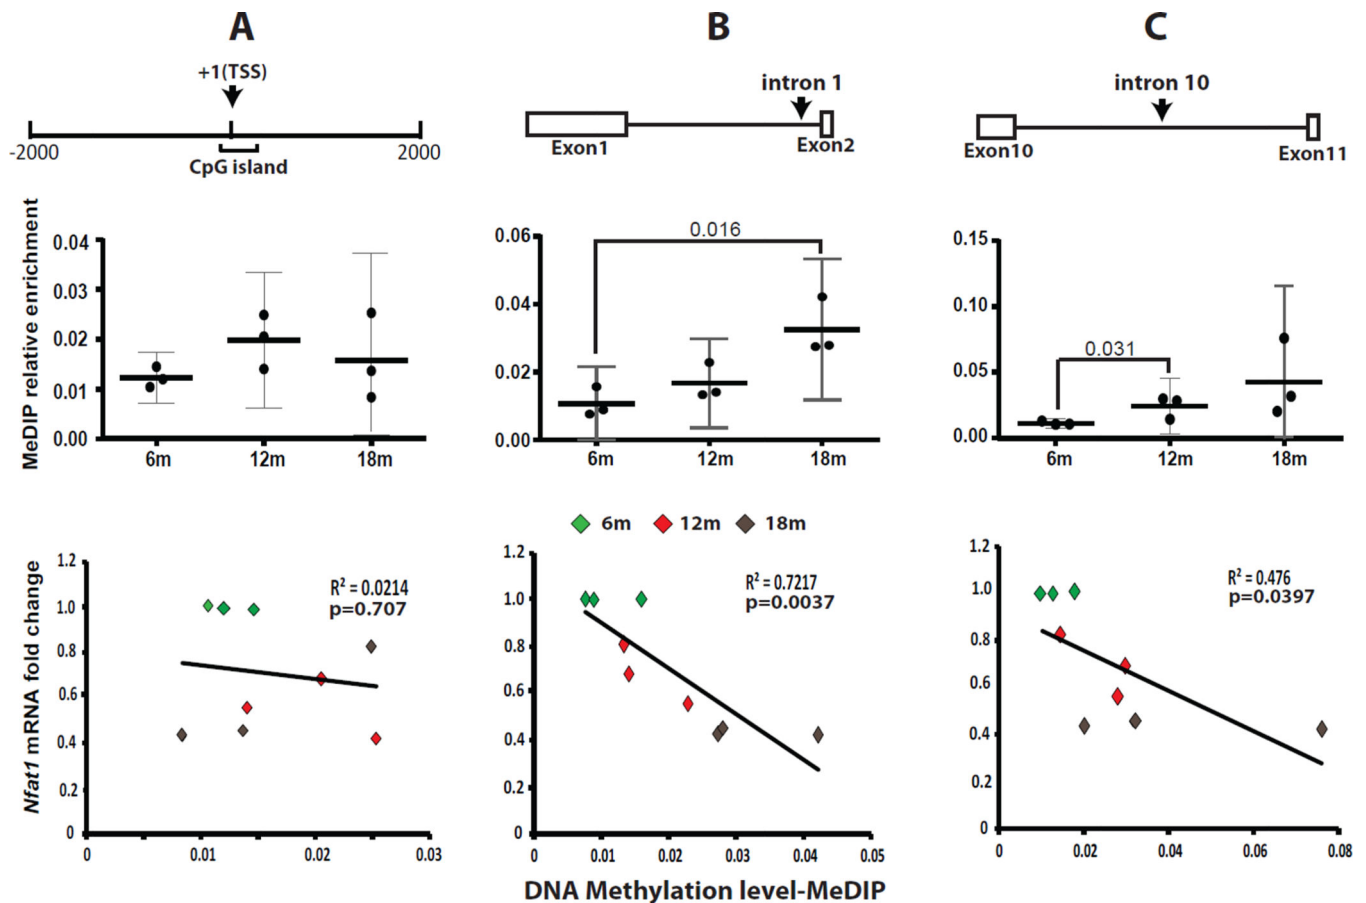 A
B
C
+1(TSS)
-2000
2000
CpG island
intron 1
Exon1
Exon2
intron 10
Exon10
Exon11
MeDIP relative enrichment
0.04
0.03
0.02
0.01
0.00
6m
12m
18m
0.06
0.04
0.02
0.00
0.016
6m
12m
18m
0.15
0.10
0.05
0.00
0.031
6m
12m
18m
6m
12m
18m
Nfat1 mRNA fold change
1.2
1.0
0.8
0.6
0.4
0.2
0
R² = 0.0214
p=0.707
0
0.01
0.02
0.03
1.2
1.0
0.8
0.6
0.4
0.2
0
R² = 0.7217
p=0.0037
0
0.01
0.02
0.03
0.04
0.05
1.2
1.0
0.8
0.6
0.4
0.2
0
R² = 0.476
p=0.0397
0
0.02
0.04
0.06
0.08
DNA Methylation level-MeDIP